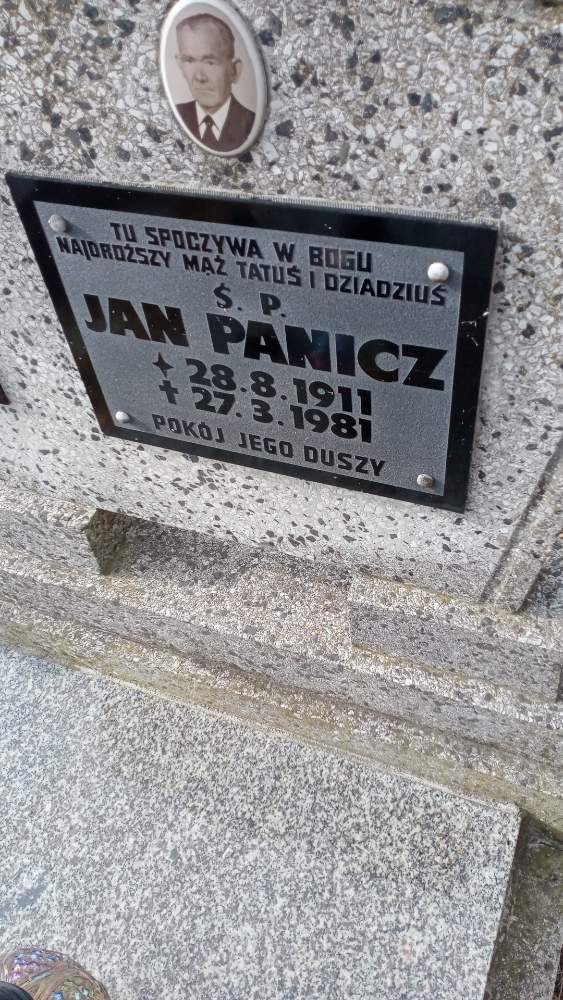 TU SPOCZYWA W BOGU
NAJDROŻSZY MĄŻ TATUŚ I DZIADZIUŚ
Ś. P.
JAN PANICZ
28.8.1911
27.3.1981
POKÓJ JEGO DUSZY